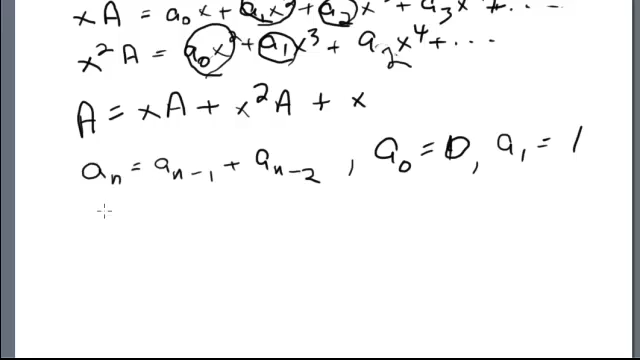 xA = a₀x + a₁x² + a₂x³ + a₃x⁴ + ...
x²A = a₀x² + a₁x³ + a₂x⁴ + ...
A = xA + x²A + x
aₙ = aₙ₋₁ + aₙ₋₂ , a₀ = 0, a₁ = 1